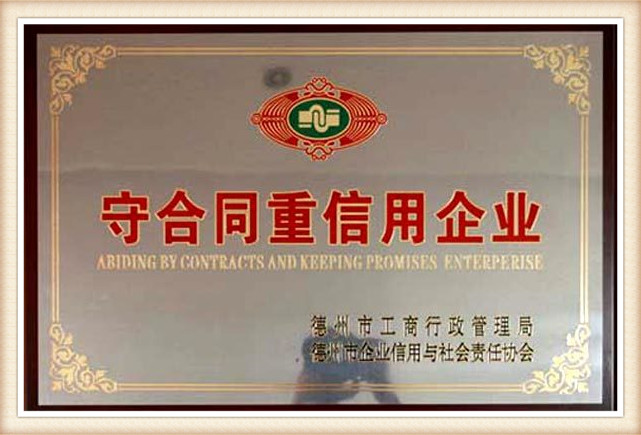 守合同重信用企业
ABIDING BY CONTRACTS AND KEEPING PROMISES ENTERPERISE
德州市工商行政管理局
德州市企业信用与社会责任协会